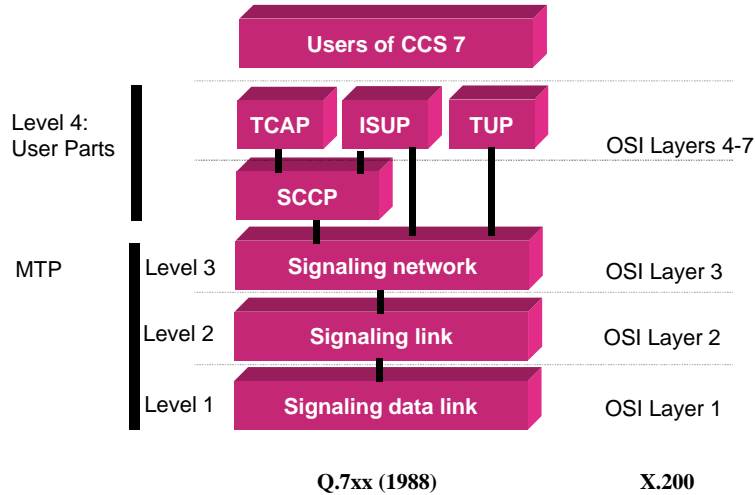 Users of CCS 7
Level 4:
User Parts
TCAP
ISUP
TUP
OSI Layers 4-7
SCCP
MTP
Level 3
Signaling network
OSI Layer 3
Level 2
Signaling link
OSI Layer 2
Level 1
Signaling data link
OSI Layer 1
Q.7xx (1988)
X.200